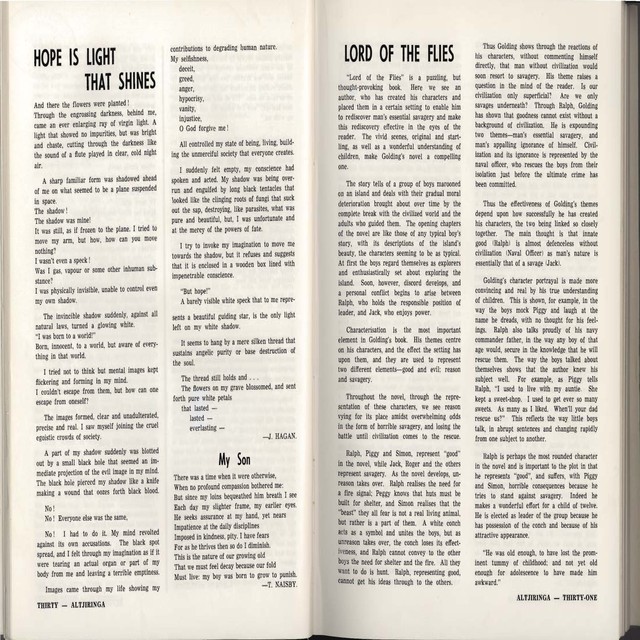 HOPE IS LIGHT
THAT SHINES
And there the flowers were planted!
Through the engrossing darkness, behind me,
came an ever enlarging ray of virgin light. A
light that showed no impurities, but was bright
and chaste, cutting through the darkness like
the sound of a flute played in clear, cold night
air.
A sharp familiar form was shadowed ahead
of me on what seemed to be a plane suspended
in space.
The shadow!
The shadow was mine!
It was still, as if frozen to the plane. I tried to
move my arm, but how, how can you move
nothing?
I wasn't even a speck!
Was I gas, vapour or some other inhuman sub-
stance?
I was physically invisible, unable to control even
my own shadow.
The invincible shadow suddenly, against all
natural laws, turned a glowing white.
"I was born to a world!"
Born, innocent, to a world, but aware of every-
thing in that world.
I tried not to think but mental images kept
flickering and forming in my mind.
I couldn't escape from them, but how can one
escape from oneself?
The images formed, clear and unadulterated,
precise and real. I saw myself joining the cruel
egoistic crowds of society.
A part of my shadow suddenly was blotted
out by a small black hole that seemed an im-
mediate projection of the evil image in my mind.
The black hole pierced my shadow like a knife
making a wound that oozes forth black blood.
No!
No! Everyone else was the same,
No! I had to do it. My mind revolted
against its own accusations. The black spot
spread, and I felt through my imagination as if it
were tearing an actual organ or part of my
body from me and leaving a terrible emptiness.
Images came through my life showing my
THIRTY — ALTJIRINGA
contributions to degrading human nature.
My selfishness,
deceit,
greed,
anger,
hypocrisy,
vanity,
injustice,
O God forgive me!
All controlled my state of being, living, build-
ing the unmerciful society that everyone creates.
I suddenly felt empty, my conscience had
spoken and acted. My shadow was being over-
run and engulfed by long black tentacles that
looked like the clinging roots of fungi that suck
out the sap, destroying, like parasites, what was
pure and beautiful, but, I was unfortunate and
at the mercy of the powers of fate.
I try to invoke my imagination to move me
towards the shadow, but it refuses and suggests
that it is enclosed in a wooden box lined with
impenetrable conscience.
"But hope!"
A barely visible white speck that to me repre-
sents a beautiful guiding star, is the only light
left on my white shadow.
It seems to hang by a mere silken thread that
sustains angelic purity or base destruction of
the soul.
The thread still holds and . . .
The flowers on my grave blossomed, and sent
forth pure white petals
that lasted —
lasted —
everlasting —
—J. HAGAN.
My Son
There was a time when it were otherwise,
When no profound compassion bothered me:
But since my loins bequeathed him breath I see
Each day my slighter frame, my earlier eyes.
He seeks assurance at my hand, yet nears
Impatience at the daily disciplines
Imposed in kindness, pity. I have fears
For as he thrives then so do I diminish.
This is the nature of our growing old
That we must feel decay because our fold
Must live: my boy was born to grow to punish.
—T. NAISBY.
LORD OF THE FLIES
"Lord of the Flies" is a puzzling, but
thought-provoking book. Here we see an
author, who has created his characters and
placed them in a certain setting to enable him
to rediscover man's essential savagery and make
this rediscovery effective in the eyes of the
reader. The vivid scenes, original and start-
ling, as well as a wonderful understanding of
children, make Golding's novel a compelling
one.
The story tells of a group of boys marooned
on an island and deals with their gradual moral
deterioration brought about over time by the
complete break with the civilized world and the
adults who guided them. The opening chapters
of the novel are like those of any typical boy's
story, with its descriptions of the island's
beauty, the characters seeming to be as typical.
At first the boys regard themselves as explorers
and enthusiastically set about exploring the
island. Soon, however, discord develops, and
a personal conflict begins to arise between
Ralph, who holds the responsible position of
leader, and Jack, who enjoys power.
Characterisation is the most important
element in Golding's book. His themes centre
on his characters, and the effect the setting has
upon them, and they are used to represent
two different elements—good and evil: reason
and savagery.
Throughout the novel, through the repre-
sentation of these characters, we see reason
vying for its place amidst overwhelming odds
in the form of horrible savagery, and losing the
battle until civilization comes to the rescue.
Ralph, Piggy and Simon, represent "good"
in the novel, while Jack, Roger and the others
represent savagery. As the novel develops, un-
reason takes over. Ralph realises the need for
a fire signal; Piggy knows that huts must be
built for shelter, and Simon realises that the
"beast" they all fear is not a real living animal,
but rather is a part of them. A white conch
acts as a symbol and unites the boys, but as
unreason takes over, the conch loses its effect-
iveness, and Ralph cannot convey to the other
boys the need for shelter and the fire. All they
want to do is hunt. Ralph, representing good,
cannot get his ideas through to the others.
Thus Golding shows through the reactions of
his characters, without commenting himself
directly, that man without civilization would
soon resort to savagery. His theme raises a
question in the mind of the reader. Is our
civilization only superficial? Are we only
savages underneath? Through Ralph, Golding
has shown that goodness cannot exist without a
background of civilization. He is expounding
two themes—man's essential savagery, and
man's appalling ignorance of himself. Civil-
ization and its ignorance is represented by the
naval officer, who rescues the boys from their
isolation just before the ultimate crime has
been committed.
Thus the effectiveness of Golding's themes
depend upon how successfully he has created
his characters, the two being linked so closely
together. The main thought is that innate
good (Ralph) is almost defenceless without
civilization (Naval Officer) as man's nature is
essentially that of a savage (Jack).
Golding's character portrayal is made more
convincing and real by his true understanding
of children. This is shown, for example, in the
way the boys mock Piggy and laugh at the
name he dreads, with no thought for his feel-
ings. Ralph also talks proudly of his navy
commander father, in the way any boy of that
age would, secure in the knowledge that he will
rescue them. The way the boys talked about
themselves shows that the author knew his
subject well. For example, as Piggy tells
Ralph, "I used to live with my auntie. She
kept a sweet-shop. I used to get ever so many
sweets. As many as I liked. When'll your dad
rescue us?" This reflects the way little boys
talk, in abrupt sentences and changing rapidly
from one subject to another.
Ralph is perhaps the most rounded character
in the novel and is important to the plot in that
he represents "good", and suffers, with Piggy
and Simon, horrible consequences because he
tries to stand against savagery. Indeed he
makes a wonderful effort for a child of twelve.
He is elected as leader of the group because he
has possession of the conch and because of his
attractive appearance.
"He was old enough, to have lost the prom-
inent tummy of childhood: and not yet old
enough for adolescence to have made him
awkward."
ALTJIRINGA — THIRTY-ONE